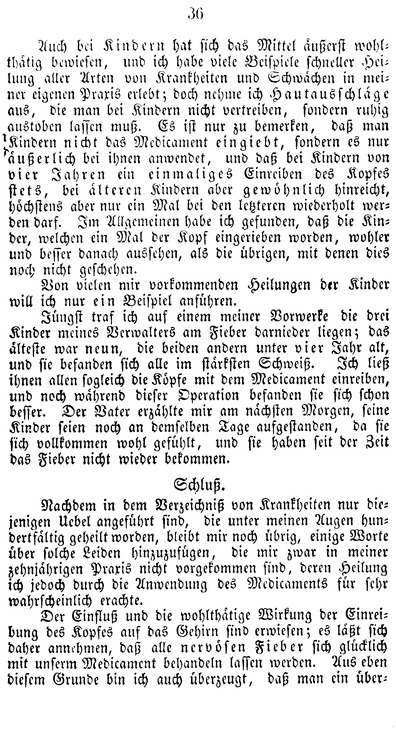 36
Auch bei Kindern hat sich das Mittel äußerst wohl-
thätig bewiesen, und ich habe viele Beispiele schneller Hei-
lung aller Arten von Krankheiten und Schwächen in mei-
ner eigenen Praxis erlebt; doch nehme ich Hautausschläge
aus, die man bei Kindern nicht vertreiben, sondern ruhig
austoben lassen muß. Es ist nur zu bemerken, daß man
Kindern nicht das Medicament eingiebt, sondern es nur
äußerlich bei ihnen anwendet, und daß bei Kindern von
vier Jahren ein einmaliges Einreiben des Kopfes
stets, bei älteren Kindern aber gewöhnlich hinreicht,
höchstens aber nur ein Mal bei den letzteren wiederholt wer-
den darf. Im Allgemeinen habe ich gefunden, daß die Kin-
der, welchen ein Mal der Kopf eingerieben worden, wohler
und besser danach aussehen, als die übrigen, mit denen dies
noch nicht geschehen.
Von vielen mir vorkommenden Heilungen der Kinder
will ich nur ein Beispiel anführen.
Jüngst traf ich auf einem meiner Vorwerke die drei
Kinder meines Verwalters am Fieber darnieder liegen; das
älteste war neun, die beiden andern unter vier Jahr alt,
und sie befanden sich alle im stärksten Schweiß. Ich ließ
ihnen allen sogleich die Köpfe mit dem Medicament einreiben,
und noch während dieser Operation befanden sie sich schon
besser. Der Vater erzählte mir am nächsten Morgen, seine
Kinder seien noch an demselben Tage aufgestanden, da sie
sich vollkommen wohl gefühlt, und sie haben seit der Zeit
das Fieber nicht wieder bekommen.
Schluß.
Nachdem in dem Verzeichniß von Krankheiten nur die-
jenigen Uebel angeführt sind, die unter meinen Augen hun-
dertfältig geheilt worden, bleibt mir noch übrig, einige Worte
über solche Leiden hinzuzufügen, die mir zwar in meiner
zehnjährigen Praxis nicht vorgekommen sind, deren Heilung
ich jedoch durch die Anwendung des Medicaments für sehr
wahrscheinlich erachte.
Der Einfluß und die wohlthätige Wirkung der Einrei-
bung des Kopfes auf das Gehirn sind erwiesen; es läßt sich
daher annehmen, daß alle nervösen Fieber sich glücklich
mit unserm Medicament behandeln lassen werden. Aus eben
diesem Grunde bin ich auch überzeugt, daß man ein über-